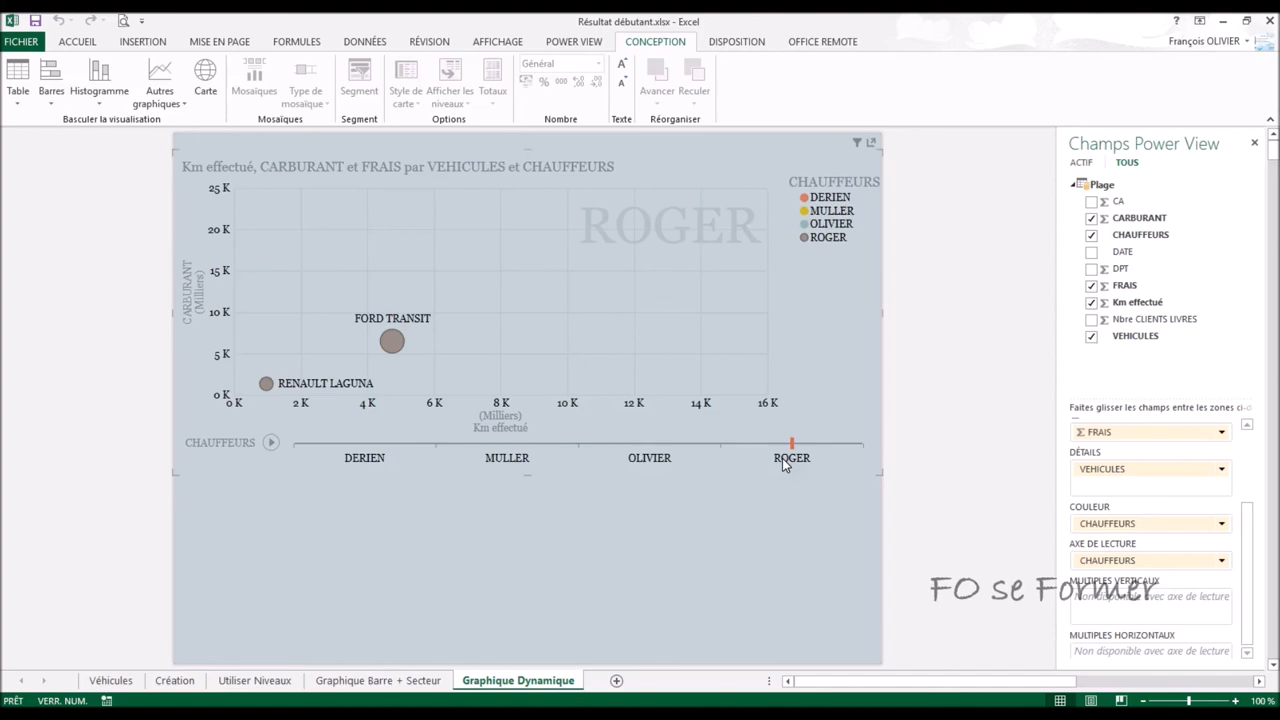 Résultat débutant.xlsx - Excel
FICHIER ACCUEIL INSERTION MISE EN PAGE FORMULES DONNÉES RÉVISION AFFICHAGE POWER VIEW CONCEPTION DISPOSITION OFFICE REMOTE François OLIVIER
Table Barres Histogramme Autres graphiques Carte
Basculer la visualisation
Mosaïques Type de mosaïque
Mosaïques
Segment
Segment
Style de carte Afficher les niveaux Totaux
Options
Général
%
Nombre
A A
Texte
Avancer Reculer
Réorganiser
Km effectué, CARBURANT et FRAIS par VEHICULES et CHAUFFEURS
ROGER
CHAUFFEURS
DERIEN
MULLER
OLIVIER
ROGER
CARBURANT
(Milliers)
25 K
20 K
15 K
10 K
5 K
0 K
FORD TRANSIT
RENAULT LAGUNA
0 K 2 K 4 K 6 K 8 K 10 K 12 K 14 K 16 K
(Milliers)
Km effectué
CHAUFFEURS
DERIEN MULLER OLIVIER ROGER
Champs Power View
ACTIF TOUS
Plage
Σ CA
Σ CARBURANT
CHAUFFEURS
DATE
Σ DPT
Σ FRAIS
Σ Km effectué
Σ Nbre CLIENTS LIVRES
VEHICULES
Faites glisser les champs entre les zones ci-d
Σ FRAIS
DÉTAILS
VEHICULES
COULEUR
CHAUFFEURS
AXE DE LECTURE
CHAUFFEURS
MULTIPLES VERTICAUX
Non disponible avec axe de lecture
MULTIPLES HORIZONTAUX
Non disponible avec axe de lecture
FO se Former
Véhicules Création Utiliser Niveaux Graphique Barre + Secteur Graphique Dynamique
PRÊT VERR. NUM. 100 %